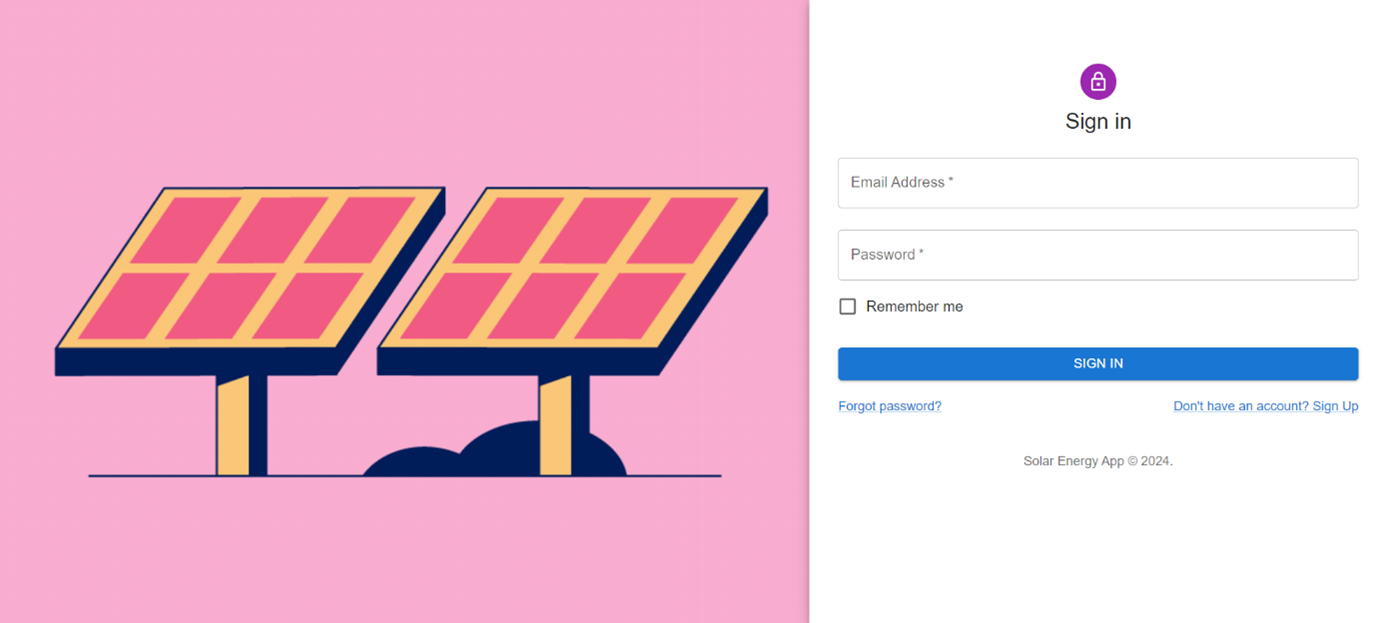 Sign in
Email Address *
Password *
Remember me
SIGN IN
Forgot password? Don't have an account? Sign Up
Solar Energy App © 2024.